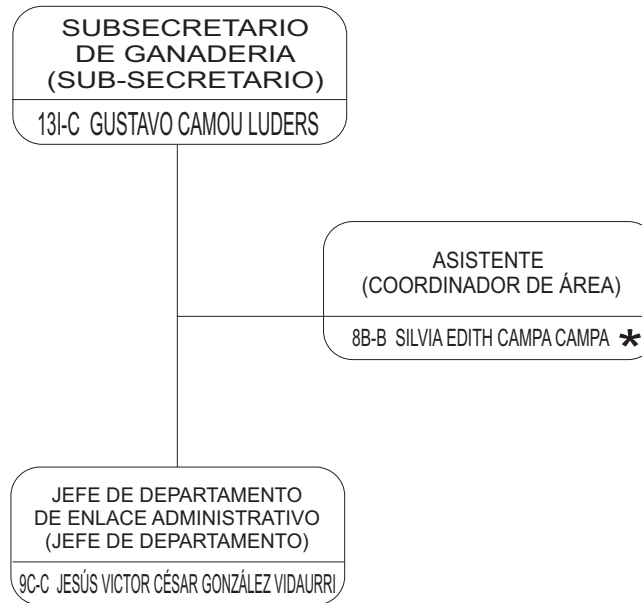 SUBSECRETARIO
DE GANADERIA
(SUB-SECRETARIO)
13I-C GUSTAVO CAMOU LUDERS
ASISTENTE
(COORDINADOR DE ÁREA)
8B-B SILVIA EDITH CAMPA CAMPA *
JEFE DE DEPARTAMENTO
DE ENLACE ADMINISTRATIVO
(JEFE DE DEPARTAMENTO)
9C-C JESÚS VICTOR CÉSAR GONZÁLEZ VIDAURRI